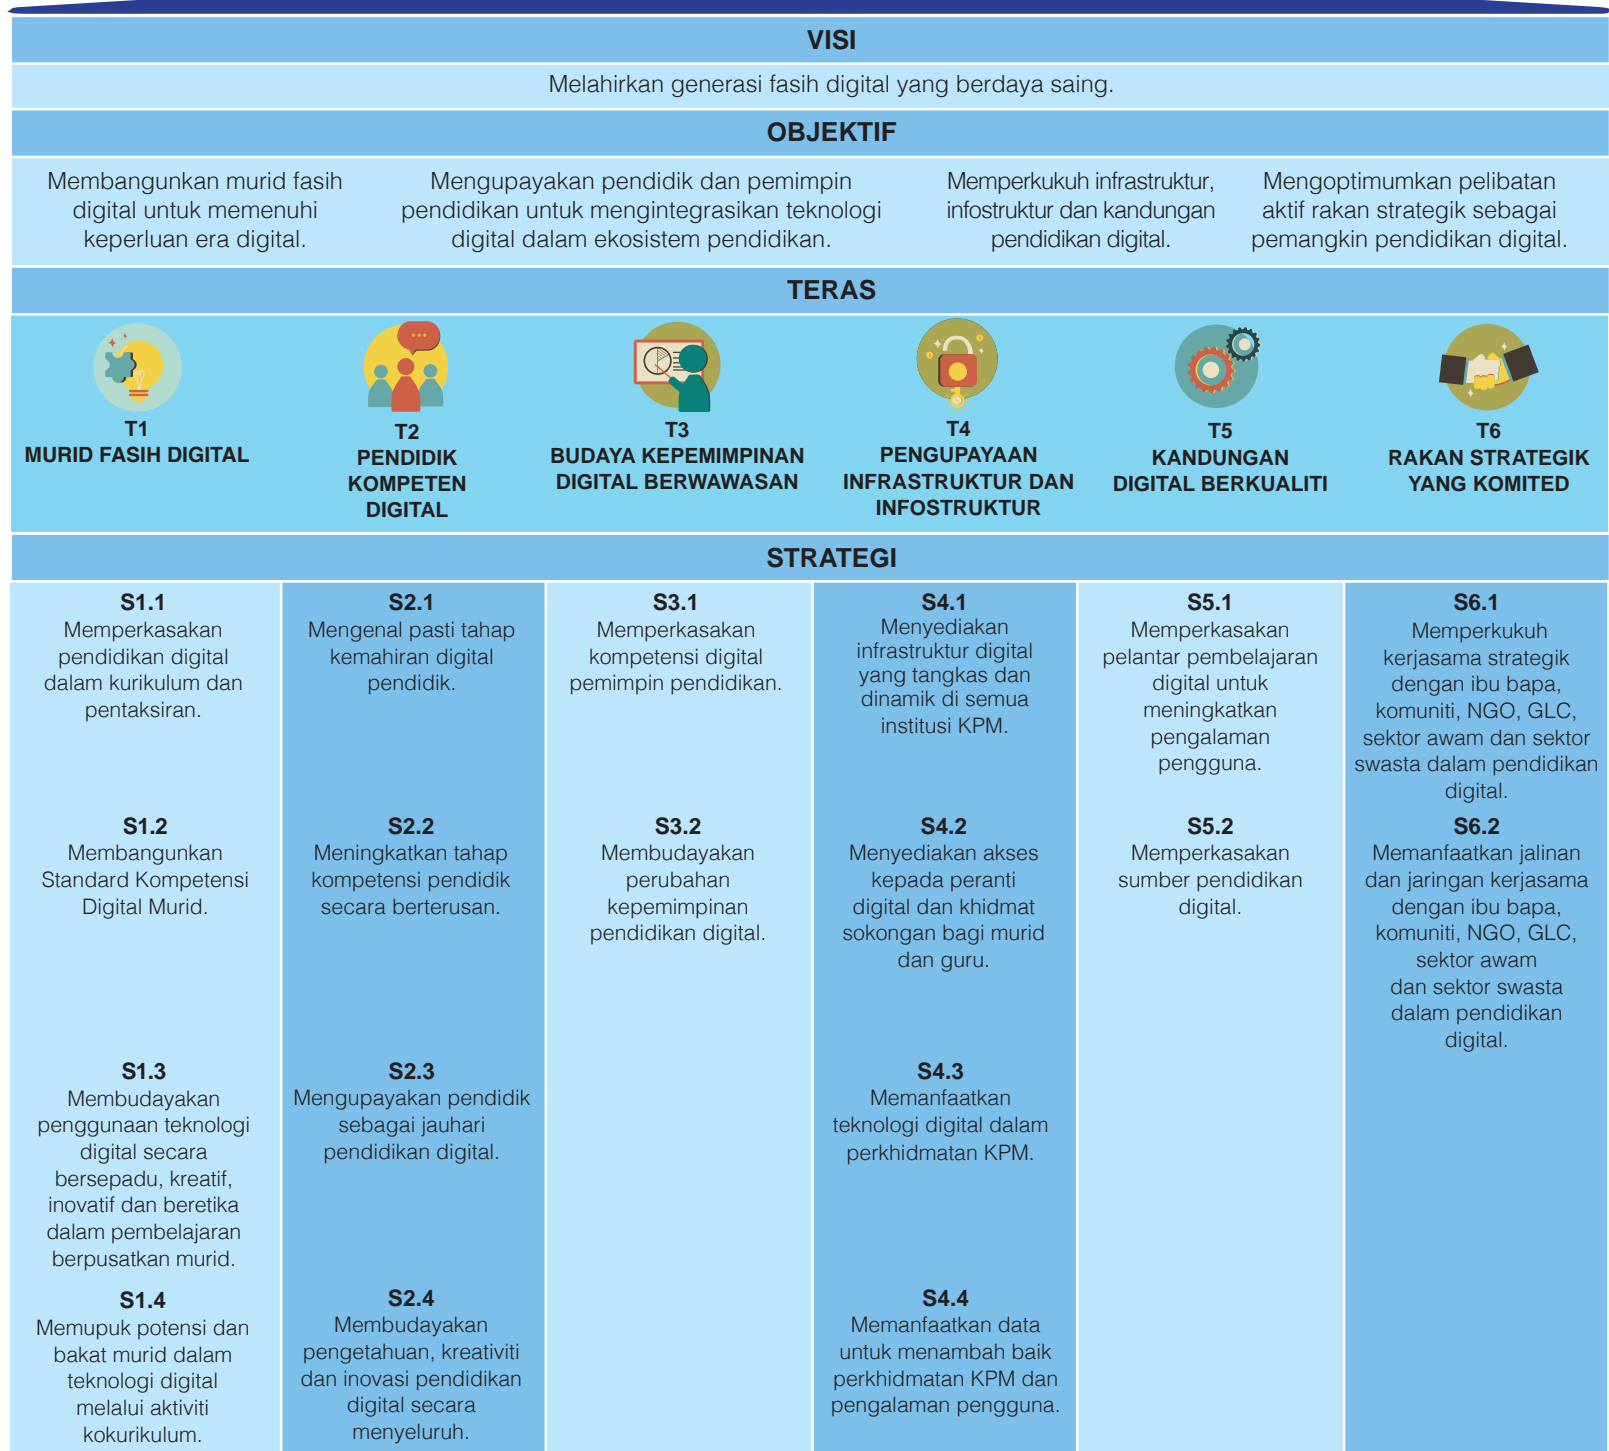 VISI
Melahirkan generasi fasih digital yang berdaya saing.
OBJEKTIF
Membangunkan murid fasih
digital untuk memenuhi
keperluan era digital.
Mengupayakan pendidik dan pemimpin
pendidikan untuk mengintegrasikan teknologi
digital dalam ekosistem pendidikan.
Memperkukuh infrastruktur,
infostruktur dan kandungan
pendidikan digital.
Mengoptimumkan pelibatan
aktif rakan strategik sebagai
pemangkin pendidikan digital.
TERAS
T1
MURID FASIH DIGITAL
T2
PENDIDIK
KOMPETEN
DIGITAL
T3
BUDAYA KEPEMIMPINAN
DIGITAL BERWAWASAN
T4
PENGUPAYAAN
INFRASTRUKTUR DAN
INFOSTRUKTUR
T5
KANDUNGAN
DIGITAL BERKUALITI
T6
RAKAN STRATEGIK
YANG KOMITED
STRATEGI
S1.1
Memperkasakan
pendidikan digital
dalam kurikulum dan
pentaksiran.
S1.2
Membangunkan
Standard Kompetensi
Digital Murid.
S1.3
Membudayakan
penggunaan teknologi
digital secara
bersepadu, kreatif,
inovatif dan beretika
dalam pembelajaran
berpusatkan murid.
S1.4
Memupuk potensi dan
bakat murid dalam
teknologi digital
melalui aktiviti
kokurikulum.
S2.1
Mengenal pasti tahap
kemahiran digital
pendidik.
S2.2
Meningkatkan tahap
kompetensi pendidik
secara berterusan.
S2.3
Mengupayakan pendidik
sebagai jauhari
pendidikan digital.
S2.4
Membudayakan
pengetahuan, kreativiti
dan inovasi pendidikan
digital secara
menyeluruh.
S3.1
Memperkasakan
kompetensi digital
pemimpin pendidikan.
S3.2
Membudayakan
perubahan
kepemimpinan
pendidikan digital.
S4.1
Menyediakan
infrastruktur digital
yang tangkas dan
dinamik di semua
institusi KPM.
S4.2
Menyediakan akses
kepada peranti
digital dan khidmat
sokongan bagi murid
dan guru.
S4.3
Memanfaatkan
teknologi digital dalam
perkhidmatan KPM.
S4.4
Memanfaatkan data
untuk menambah baik
perkhidmatan KPM dan
pengalaman pengguna.
S5.1
Memperkasakan
pelantar pembelajaran
digital untuk
meningkatkan
pengalaman
pengguna.
S5.2
Memperkasakan
sumber pendidikan
digital.
S6.1
Memperkukuh
kerjasama strategik
dengan ibu bapa,
komuniti, NGO, GLC,
sektor awam dan sektor
swasta dalam pendidikan
digital.
S6.2
Memanfaatkan jalinan
dan jaringan kerjasama
dengan ibu bapa,
komuniti, NGO, GLC,
sektor awam
dan sektor swasta
dalam pendidikan
digital.